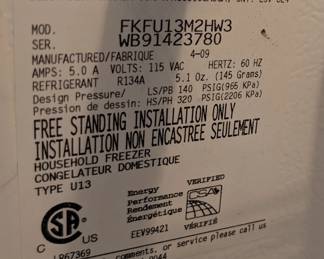 MOD. FKFU13M2HW3
SER. WB91423780
MANUFACTURED/FABRIQUE 4-09
AMPS: 5.0 A VOLTS: 115 VAC HERTZ: 60 HZ
REFRIGERANT R134A 5.1 Oz. (145 Grams)
Design Pressure/ LS/PB 140 PSIG(965 KPa)
Pression de dessin: HS/PH 320 PSIG(2206 KPa)
FREE STANDING INSTALLATION ONLY
INSTALLATION NON ENCASTREE SEULEMENT
HOUSEHOLD FREEZER
CONGELATEUR DOMESTIQUE
TYPE U13
Energy VERIFIED
Performance
Rendement
Énergétique
CSA
C US EEV99421 VÉRIFIÉ
LR67369
comments, or service please call